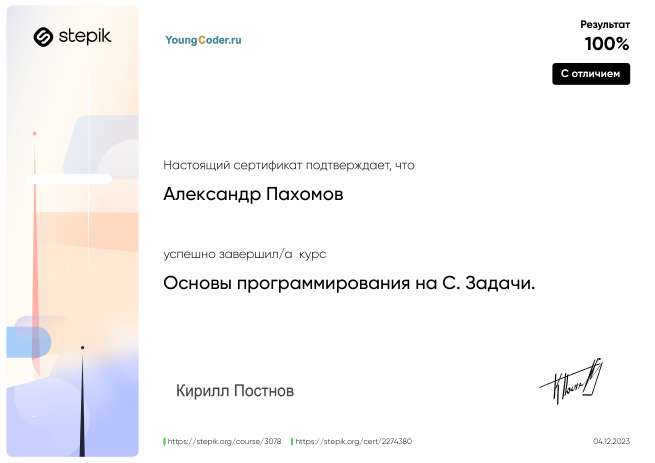 stepik
YoungCoder.ru
Результат
100%
С отличием
Настоящий сертификат подтверждает, что
Александр Пахомов
успешно завершил/а курс
Основы программирования на С. Задачи.
Кирилл Постнов
https://stepik.org/course/3078 https://stepik.org/cert/2274380
04.12.2023